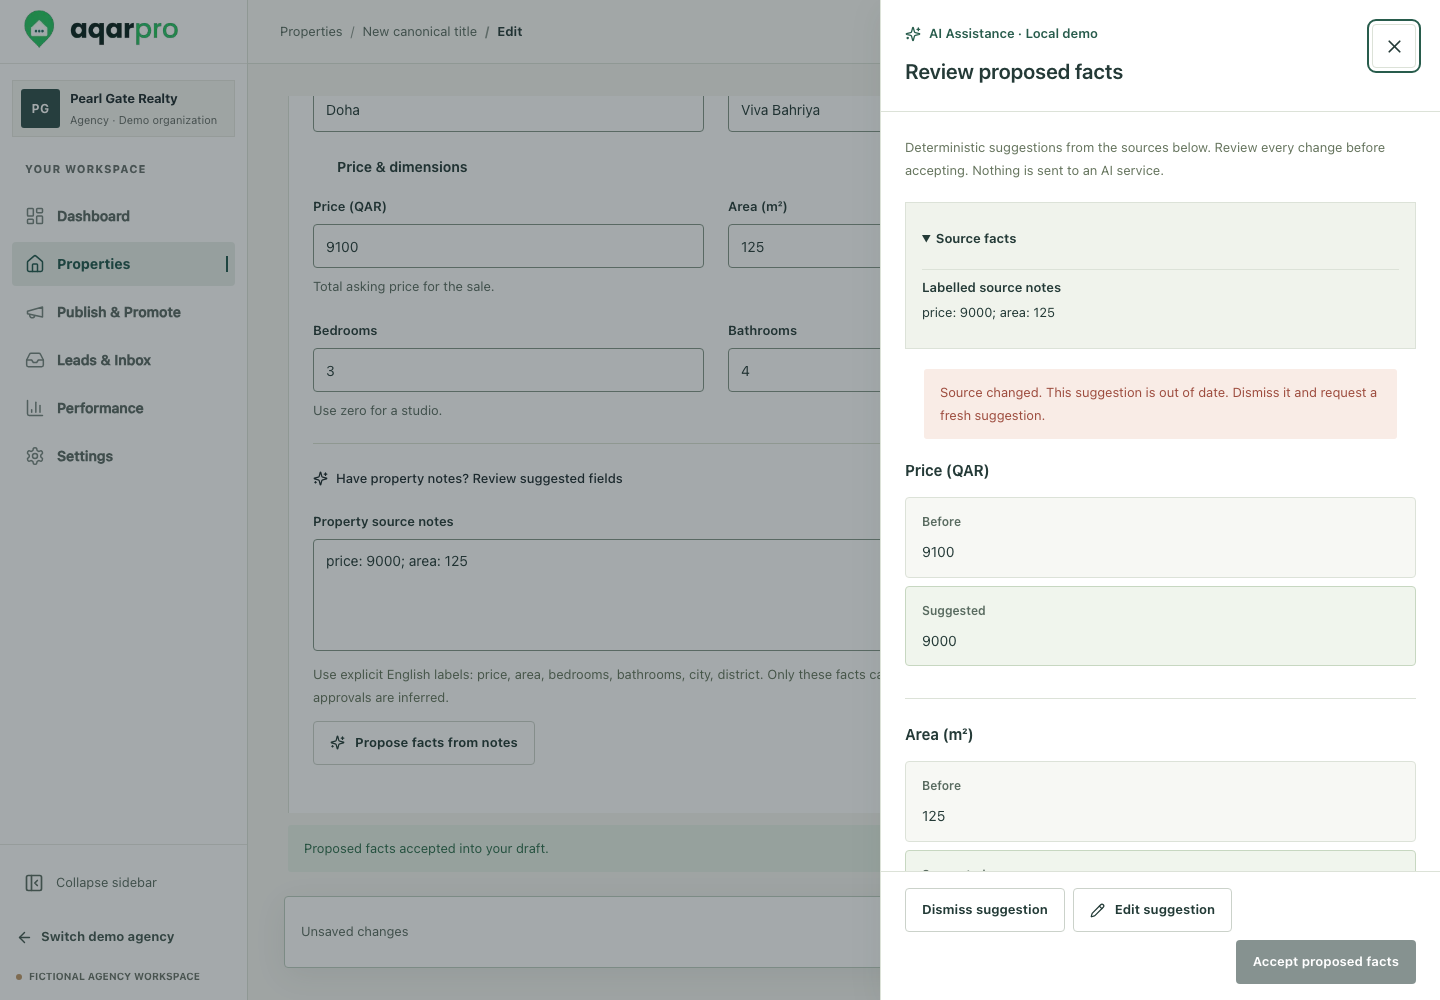 aqarpro
PG
Pearl Gate Realty
Agency · Demo organization
YOUR WORKSPACE
Dashboard
Properties
Publish & Promote
Leads & Inbox
Performance
Settings
Collapse sidebar
Switch demo agency
FICTIONAL AGENCY WORKSPACE
Properties / New canonical title / Edit
Doha
Viva Bahriya
Price & dimensions
Price (QAR)
Area (m²)
9100
125
Total asking price for the sale.
Bedrooms
Bathrooms
3
4
Use zero for a studio.
Have property notes? Review suggested fields
Property source notes
price: 9000; area: 125
Use explicit English labels: price, area, bedrooms, bathrooms, city, district. Only these facts
approvals are inferred.
Propose facts from notes
Proposed facts accepted into your draft.
Unsaved changes
AI Assistance · Local demo
Review proposed facts
Deterministic suggestions from the sources below. Review every change before
accepting. Nothing is sent to an AI service.
Source facts
Labelled source notes
price: 9000; area: 125
Source changed. This suggestion is out of date. Dismiss it and request a
fresh suggestion.
Price (QAR)
Before
9100
Suggested
9000
Area (m²)
Before
125
Dismiss suggestion
Edit suggestion
Accept proposed facts